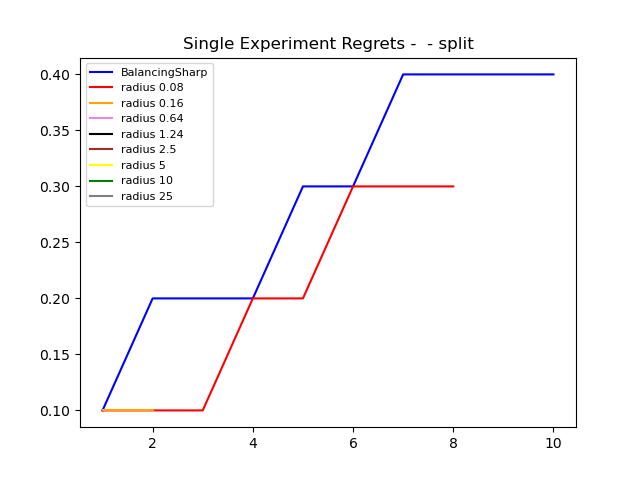 Single Experiment Regrets -  - split
BalancingSharp
radius 0.08
radius 0.16
radius 0.64
radius 1.24
radius 2.5
radius 5
radius 10
radius 25
0.40
0.35
0.30
0.25
0.20
0.15
0.10
2 4 6 8 10